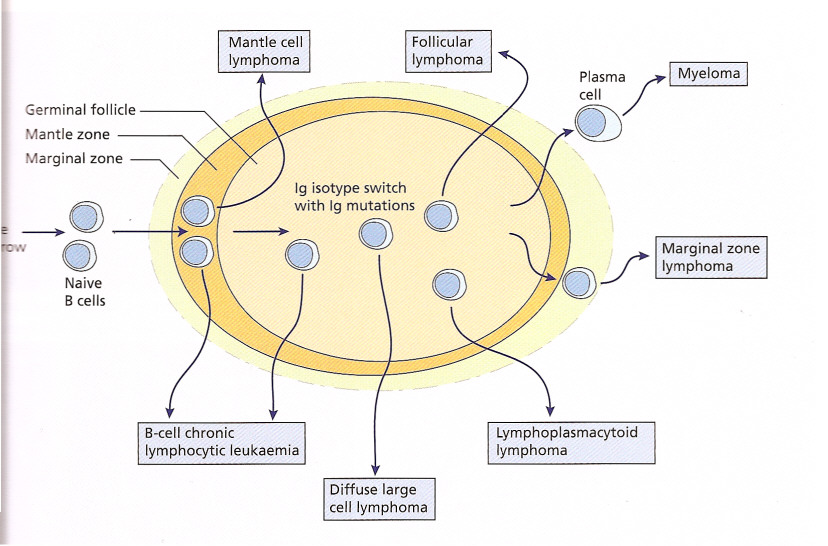 Mantle cell
lymphoma
Follicular
lymphoma
Plasma
cell
Myeloma
Germinal follicle
Mantle zone
Marginal zone
Ig isotype switch
with Ig mutations
e
row
Naive
B cells
Marginal zone
lymphoma
B-cell chronic
lymphocytic leukaemia
Lymphoplasmacytoid
lymphoma
Diffuse large
cell lymphoma